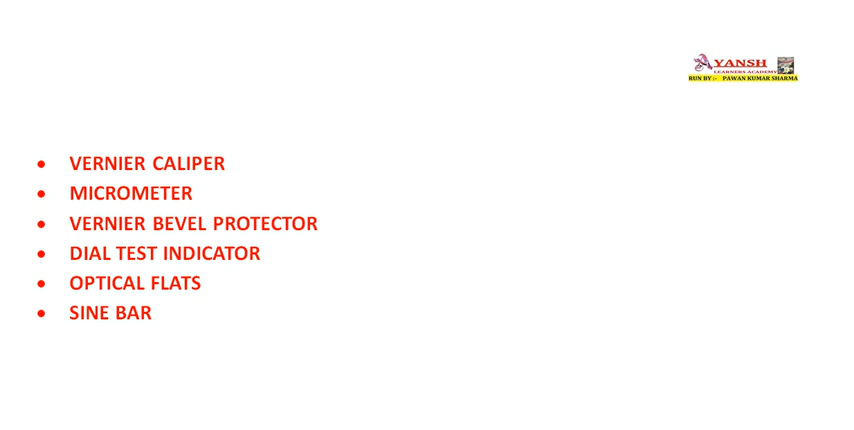 AYANSH
LEARNERS ACADEMY
RUN BY :- PAWAN KUMAR SHARMA
• VERNIER CALIPER
• MICROMETER
• VERNIER BEVEL PROTECTOR
• DIAL TEST INDICATOR
• OPTICAL FLATS
• SINE BAR